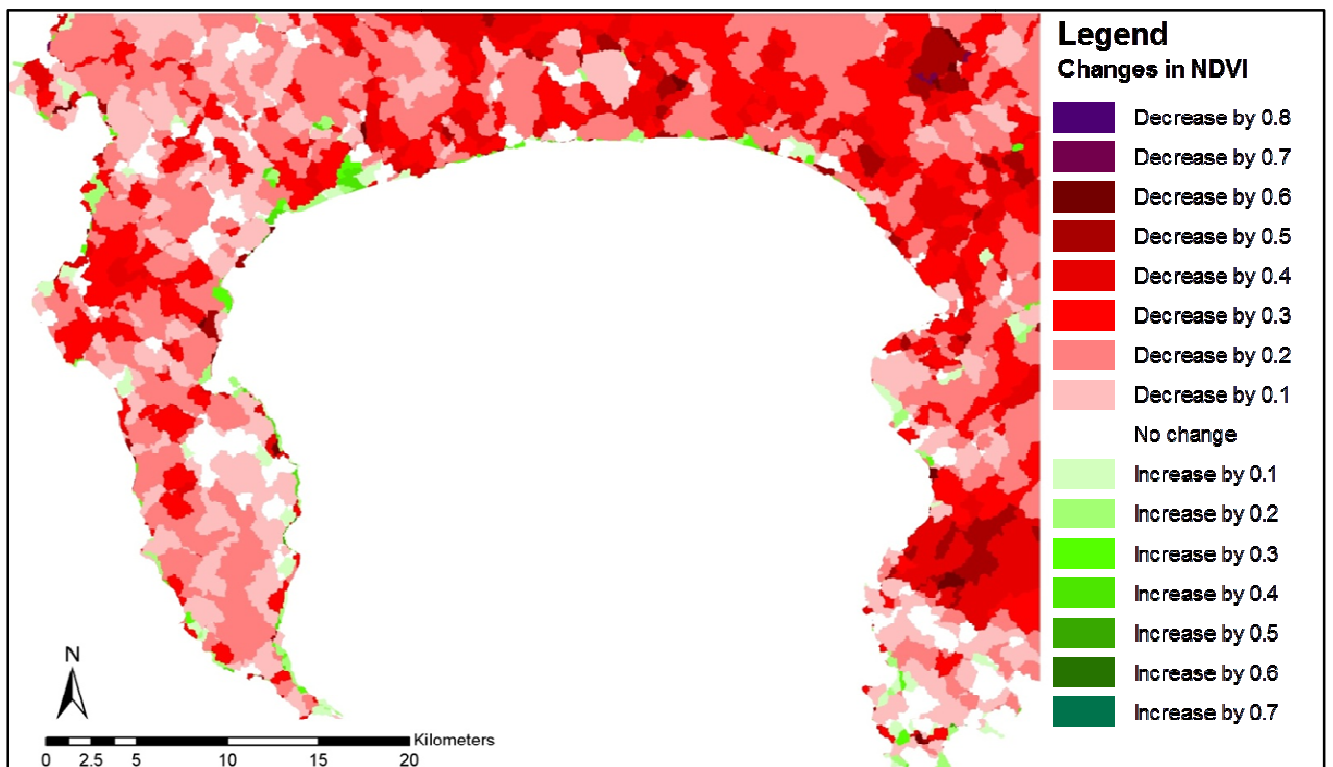 Legend
Changes in NDVI
Decrease by 0.8
Decrease by 0.7
Decrease by 0.6
Decrease by 0.5
Decrease by 0.4
Decrease by 0.3
Decrease by 0.2
Decrease by 0.1
No change
Increase by 0.1
Increase by 0.2
Increase by 0.3
Increase by 0.4
Increase by 0.5
Increase by 0.6
Increase by 0.7
N
Kilometers
0 2.5 5 10 15 20